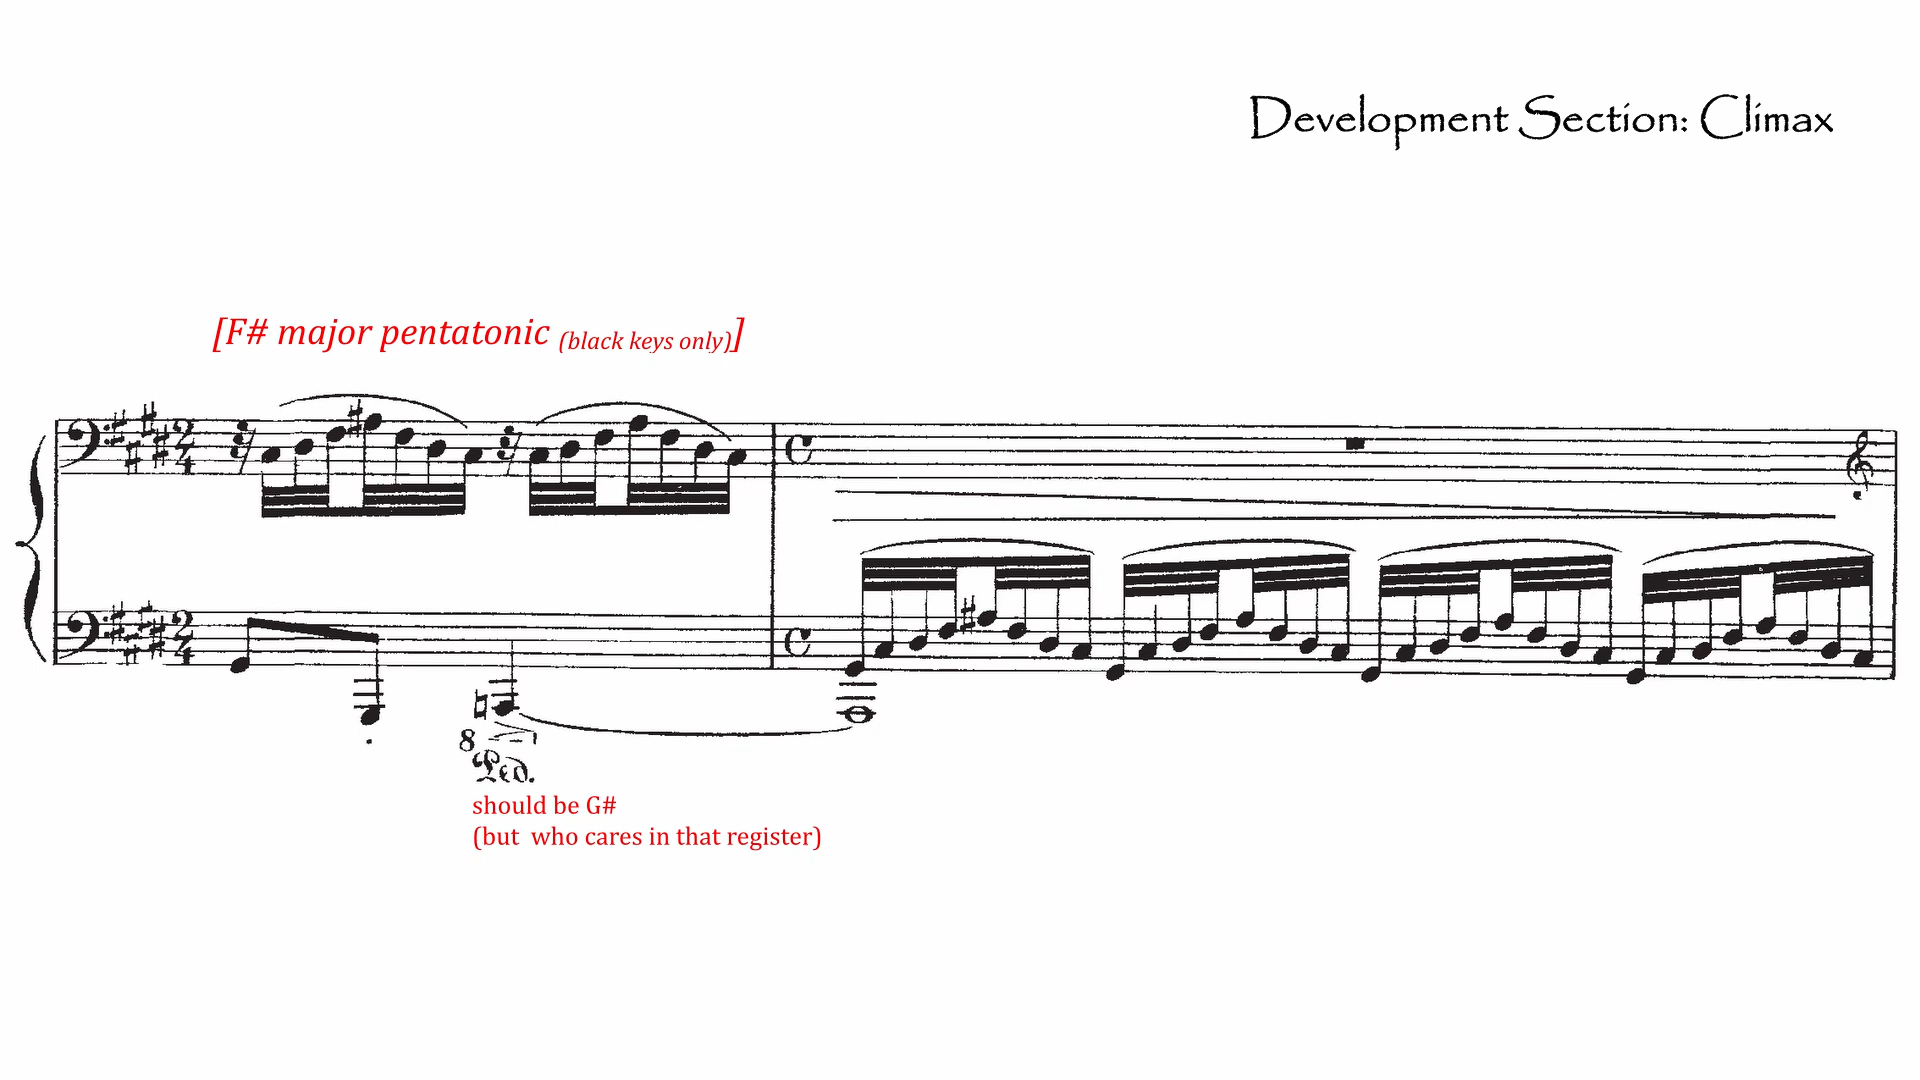 Development Section: Climax
[F# major pentatonic (black keys only)]
8
Ped.
should be G#
(but who cares in that register)